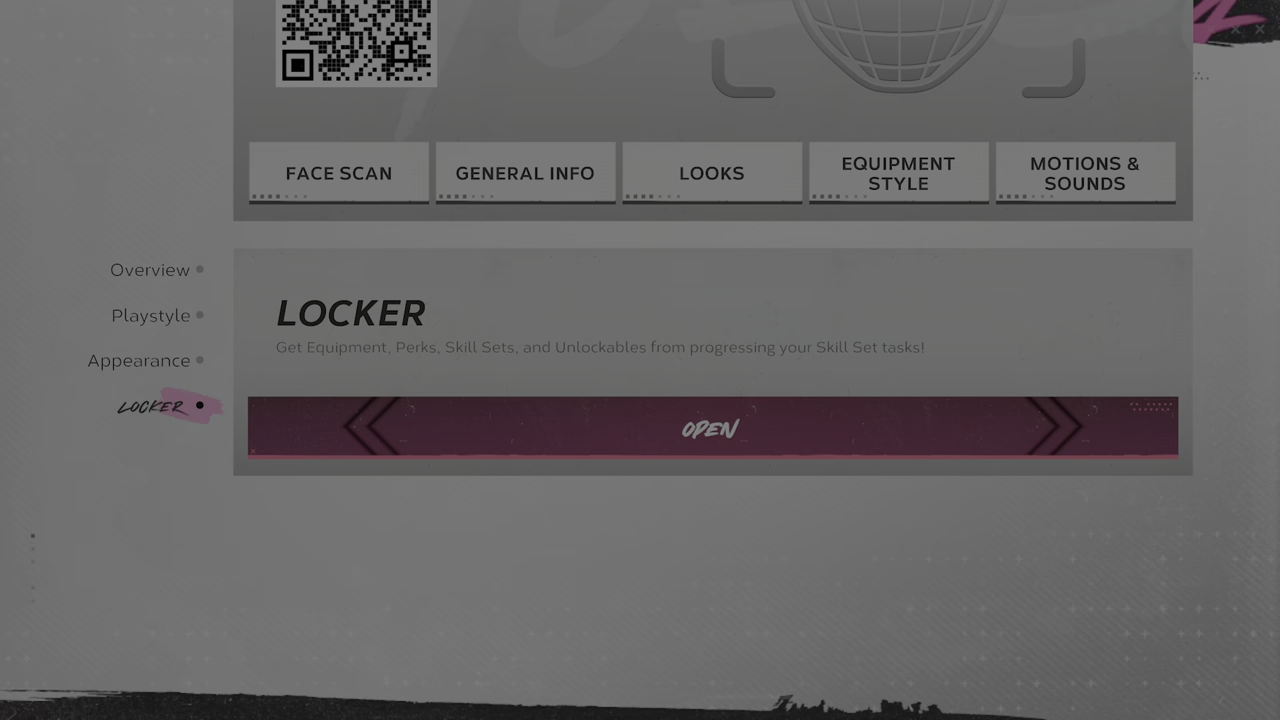 FACE SCAN
GENERAL INFO
LOOKS
EQUIPMENT
STYLE
MOTIONS &
SOUNDS
Overview
Playstyle
Appearance
LOCKER
LOCKER
Get Equipment, Perks, Skill Sets, and Unlockables from progressing your Skill Set tasks!
OPEN